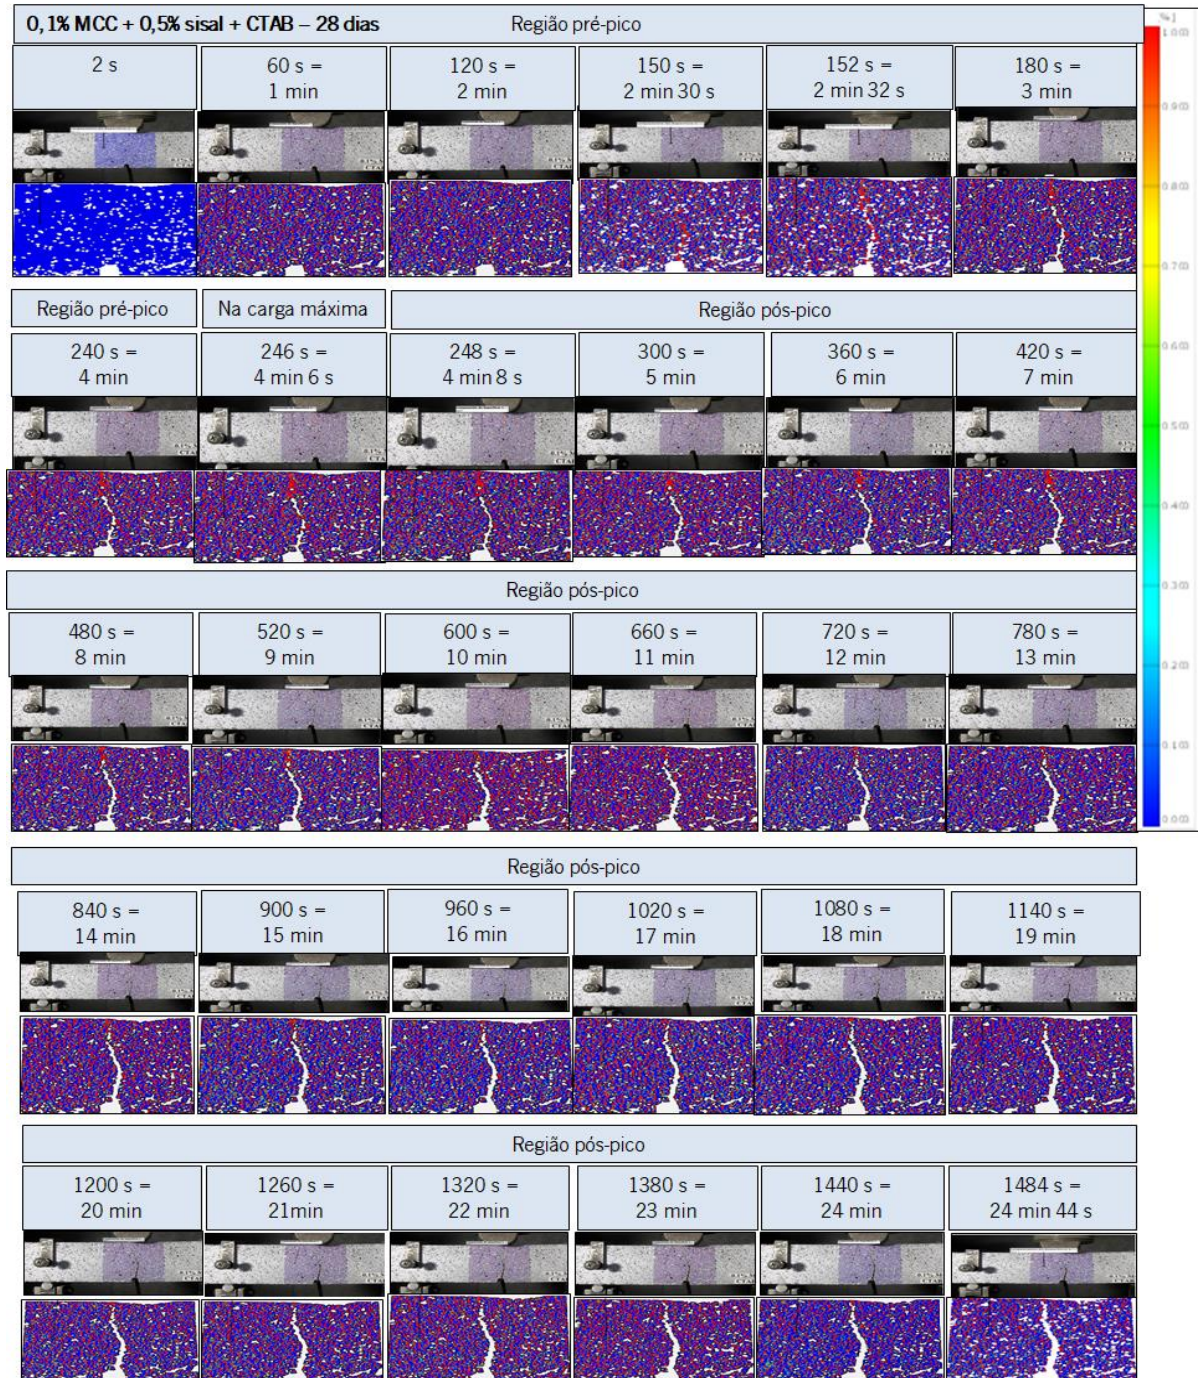 0,1% MCC + 0,5% sisal + CTAB – 28 dias
Região pré-pico
2 s
60 s =
1 min
120 s =
2 min
150 s =
2 min 30 s
152 s =
2 min 32 s
180 s =
3 min
Região pré-pico
Na carga máxima
Região pós-pico
240 s =
4 min
246 s =
4 min 6 s
248 s =
4 min 8 s
300 s =
5 min
360 s =
6 min
420 s =
7 min
Região pós-pico
480 s =
8 min
520 s =
9 min
600 s =
10 min
660 s =
11 min
720 s =
12 min
780 s =
13 min
Região pós-pico
840 s =
14 min
900 s =
15 min
960 s =
16 min
1020 s =
17 min
1080 s =
18 min
1140 s =
19 min
Região pós-pico
1200 s =
20 min
1260 s =
21min
1320 s =
22 min
1380 s =
23 min
1440 s =
24 min
1484 s =
24 min 44 s